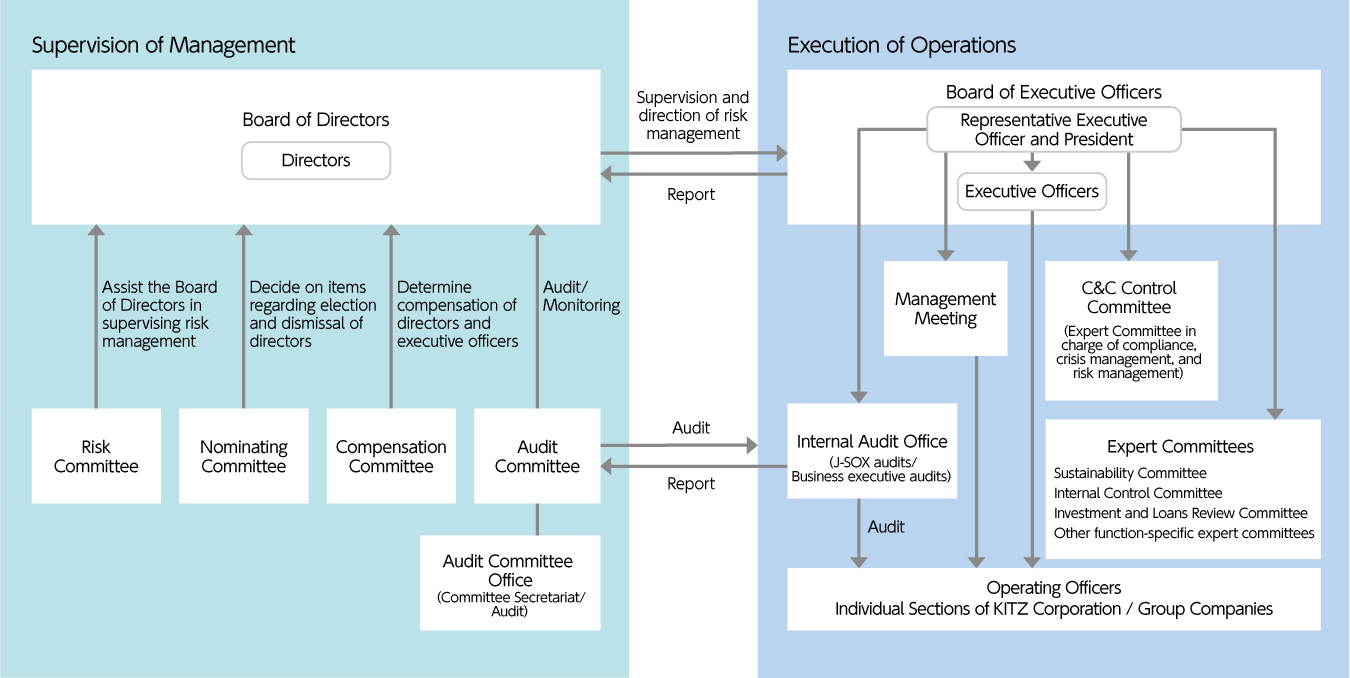 Supervision of Management
Board of Directors
Directors
Assist the Board
of Directors in
supervising risk
management
Decide on items
regarding election
and dismissal of
directors
Determine
compensation of
directors and
executive officers
Audit/
Monitoring
Risk
Committee
Nominating
Committee
Compensation
Committee
Audit
Committee
Audit Committee
Office
(Committee Secretariat/
Audit)
Supervision and
direction of risk
management
Report
Audit
Report
Execution of Operations
Board of Executive Officers
Representative Executive
Officer and President
Executive Officers
Management
Meeting
C&C Control
Committee
(Expert Committee in
charge of compliance,
crisis management, and
risk management)
Internal Audit Office
(J-SOX audits/
Business executive audits)
Audit
Expert Committees
Sustainability Committee
Internal Control Committee
Investment and Loans Review Committee
Other function-specific expert committees
Operating Officers
Individual Sections of KITZ Corporation / Group Companies